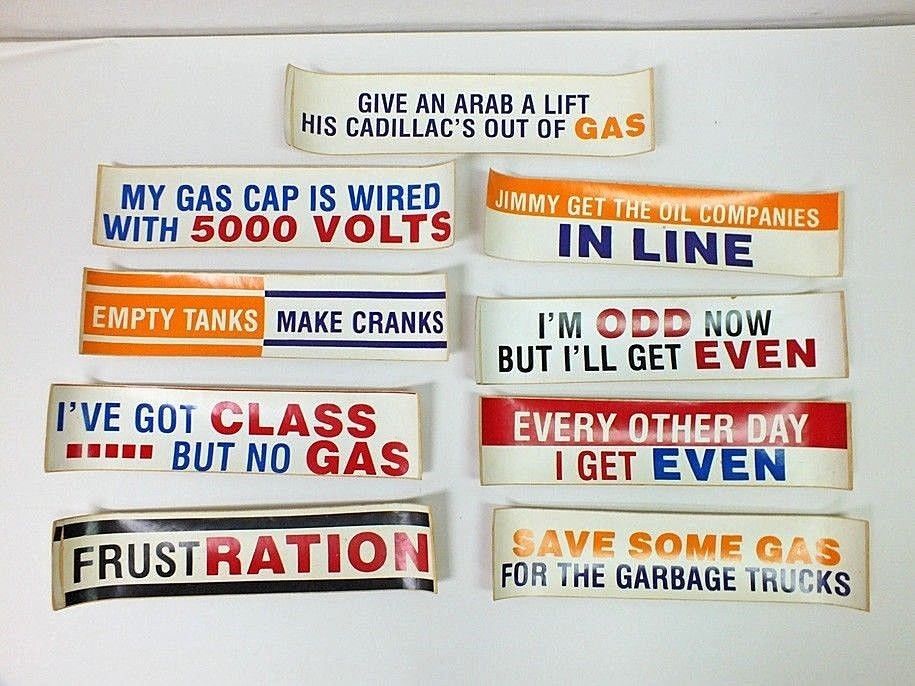 GIVE AN ARAB A LIFT
HIS CADILLAC'S OUT OF GAS
MY GAS CAP IS WIRED
WITH 5000 VOLTS
JIMMY GET THE OIL COMPANIES
IN LINE
EMPTY TANKS MAKE CRANKS
I'M ODD NOW
BUT I'LL GET EVEN
I'VE GOT CLASS
BUT NO GAS
EVERY OTHER DAY
I GET EVEN
FRUSTRATION
SAVE SOME GAS
FOR THE GARBAGE TRUCKS